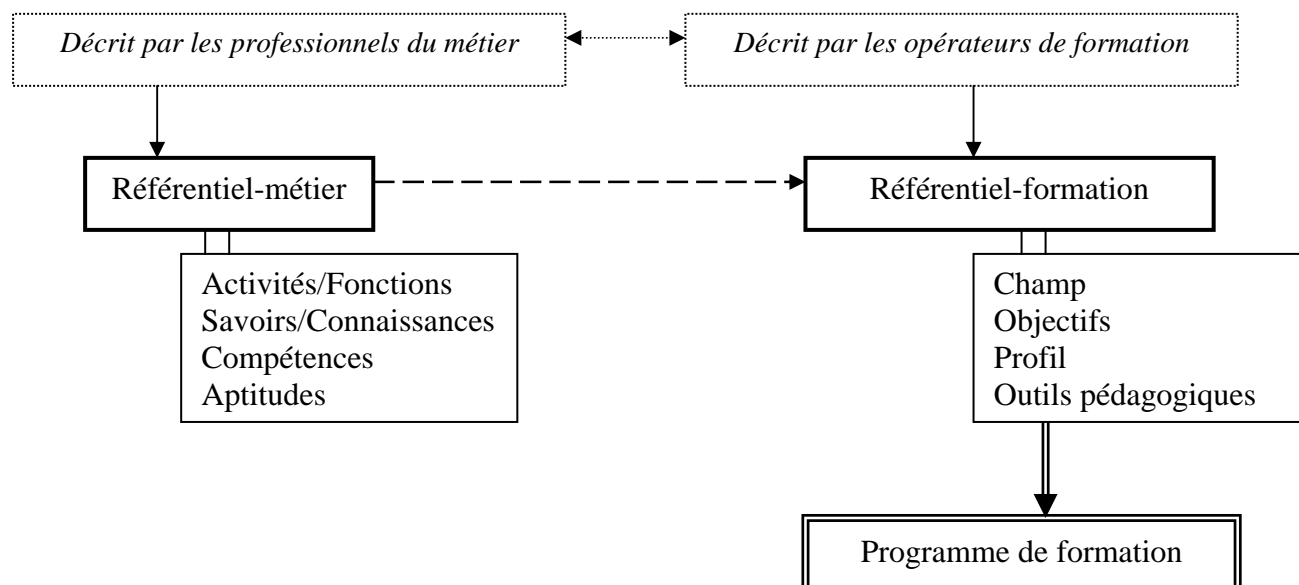 Décrit par les professionnels du métier
Décrit par les opérateurs de formation
Référentiel-métier
Référentiel-formation
Activités/Fonctions
Savoirs/Connaissances
Compétences
Aptitudes
Champ
Objectifs
Profil
Outils pédagogiques
Programme de formation